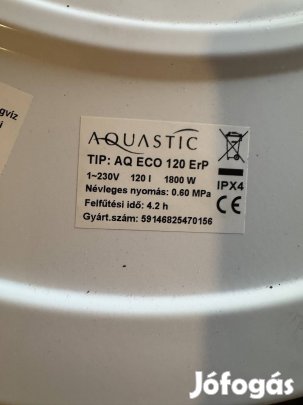 gvíz
AQUASTIC
TIP: AQ ECO 120 ErP
1~230V 120 l 1800 W
Névleges nyomás: 0.60 MPa
Felfűtési idő: 4.2 h
Gyárt.szám: 59146825470156
IPX4
CE
Jófogás